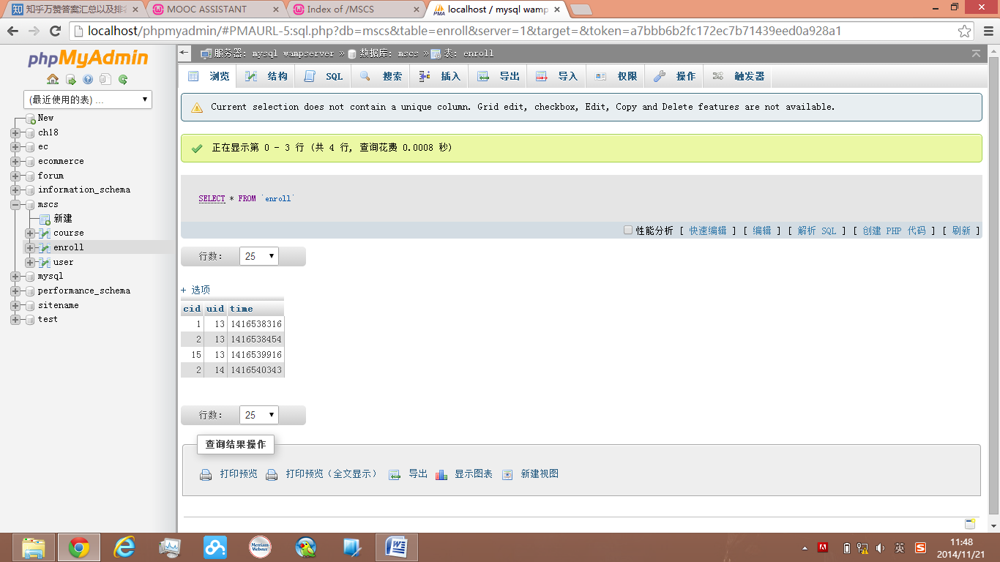 知乎万赞答案汇总以及排名
MOOC ASSISTANT
Index of /MSCS
localhost / mysql wamp
localhost/phpmyadmin/#PMAURL-5:sql.php?db=mscs&table=enroll&server=1&target=&token=a7bbb6b2fc172ec7b71439eed0a928a1
phpMyAdmin
(最近使用的表) ...
New
ch18
ec
ecommerce
forum
information_schema
mscs
新建
course
enroll
user
mysql
performance_schema
sitename
test
服务器: mysql wampserver » 数据库: mscs » 表: enroll
浏览 结构 SQL 搜索 插入 导出 导入 权限 操作 触发器
Current selection does not contain a unique column. Grid edit, checkbox, Edit, Copy and Delete features are not available.
正在显示第 0 - 3 行 (共 4 行, 查询花费 0.0008 秒)
SELECT * FROM `enroll`
性能分析 [ 快速编辑 ] [ 编辑 ] [ 解析 SQL ] [ 创建 PHP 代码 ] [ 刷新 ]
行数: 25
+ 选项
cid uid time
1 13 1416538316
2 13 1416538454
15 13 1416539916
2 14 1416540343
行数: 25
查询结果操作
打印预览 打印预览 (全文显示) 导出 显示图表 新建视图
Merriam-Webster
英
11:48
2014/11/21